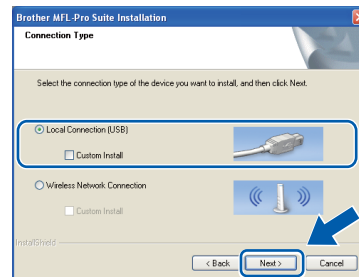 Brother MFL-Pro Suite Installation
Connection Type
Select the connection type of the device you want to install, and then click Next.
Local Connection (USB)
Custom Install
Wireless Network Connection
Custom Install
InstallShield
< Back Next > Cancel